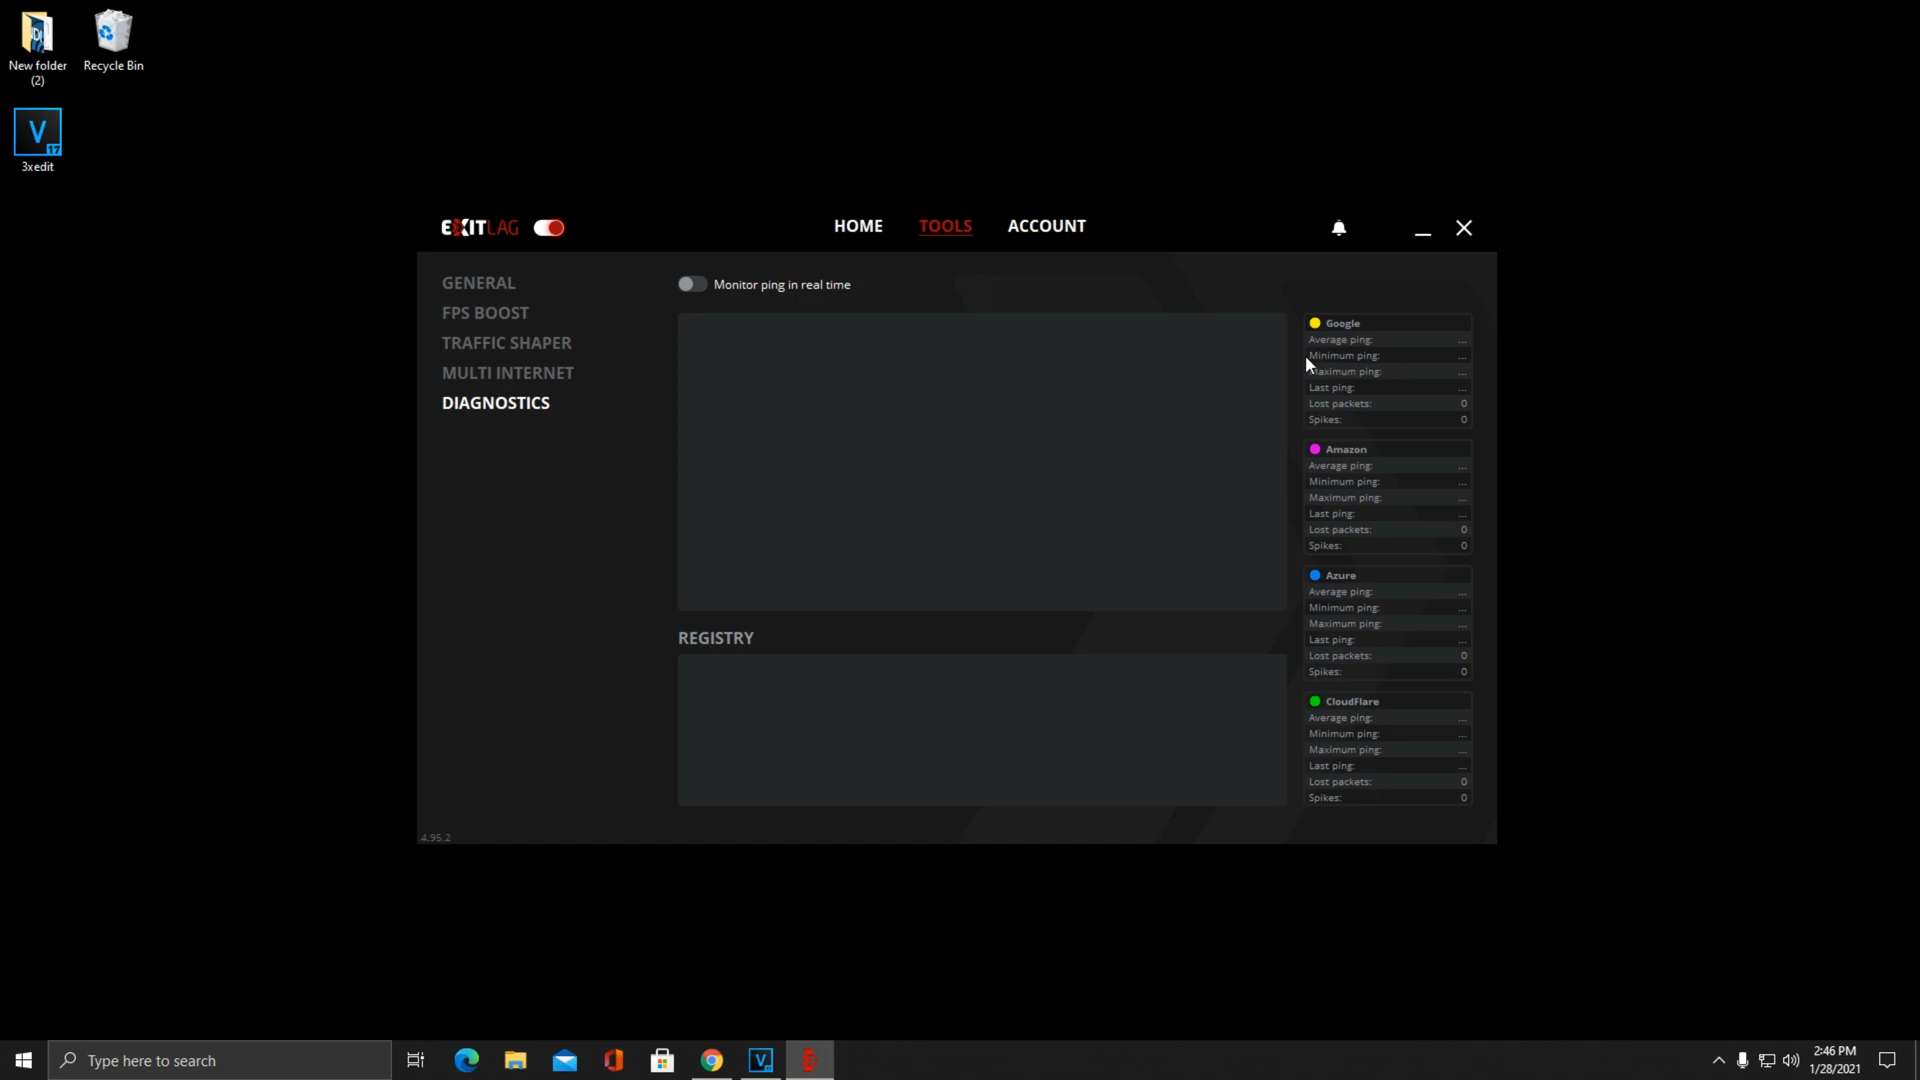 New folder
(2)
Recycle Bin
V
17
3xedit
EXITLAG
HOME
TOOLS
ACCOUNT
GENERAL
FPS BOOST
TRAFFIC SHAPER
MULTI INTERNET
DIAGNOSTICS
Monitor ping in real time
REGISTRY
Google
Average ping: ...
Minimum ping: ...
Maximum ping: ...
Last ping: ...
Lost packets: 0
Spikes: 0
Amazon
Average ping: ...
Minimum ping: ...
Maximum ping: ...
Last ping: ...
Lost packets: 0
Spikes: 0
Azure
Average ping: ...
Minimum ping: ...
Maximum ping: ...
Last ping: ...
Lost packets: 0
Spikes: 0
CloudFlare
Average ping: ...
Minimum ping: ...
Maximum ping: ...
Last ping: ...
Lost packets: 0
Spikes: 0
4.95.2
Type here to search
V
2:46 PM
1/28/2021